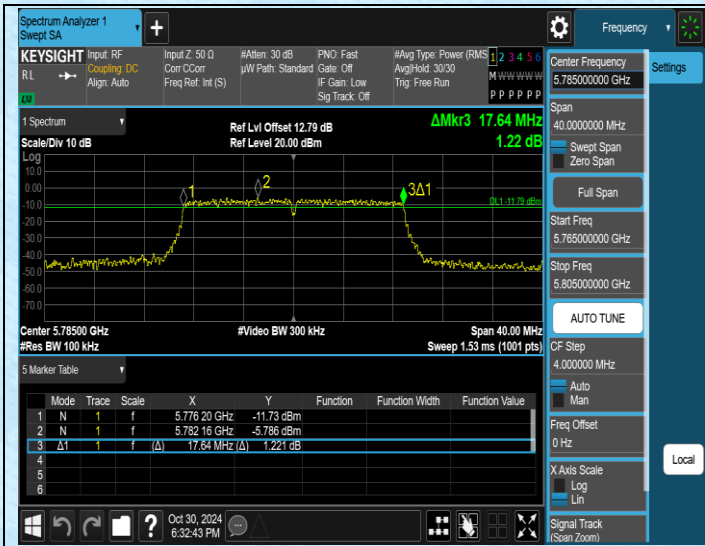 Spectrum Analyzer 1
Swept SA
KEYSIGHT
RL
LXI
Input: RF
Coupling: DC
Align: Auto
Input Z: 50 Ω
Corr CCorr
Freq Ref: Int (S)
#Atten: 30 dB
µW Path: Standard
PNO: Fast
Gate: Off
IF Gain: Low
Sig Track: Off
#Avg Type: Power (RMS
Avg|Hold: 30/30
Trig: Free Run
1 2 3 4 5 6
M W W W W W
P P P P P P
1 Spectrum
Scale/Div 10 dB
Ref Lvl Offset 12.79 dB
Ref Level 20.00 dBm
ΔMkr3 17.64 MHz
1.22 dB
Log
10.0
0.00
-10.0
-20.0
-30.0
-40.0
-50.0
-60.0
-70.0
1
2
3Δ1
DL1 -11.79 dBm
Center 5.78500 GHz
#Res BW 100 kHz
#Video BW 300 kHz
Span 40.00 MHz
Sweep 1.53 ms (1001 pts)
5 Marker Table
Mode Trace Scale X Y Function Function Width Function Value
1 N 1 f 5.776 20 GHz -11.73 dBm
2 N 1 f 5.782 16 GHz -5.786 dBm
3 Δ1 1 f (Δ) 17.64 MHz (Δ) 1.221 dB
4
5
6
Oct 30, 2024
6:32:43 PM
Frequency
Settings
Center Frequency
5.785000000 GHz
Span
40.0000000 MHz
Swept Span
Zero Span
Full Span
Start Freq
5.765000000 GHz
Stop Freq
5.805000000 GHz
AUTO TUNE
CF Step
4.000000 MHz
Auto
Man
Freq Offset
0 Hz
X Axis Scale
Log
Lin
Signal Track
(Span Zoom)
Local